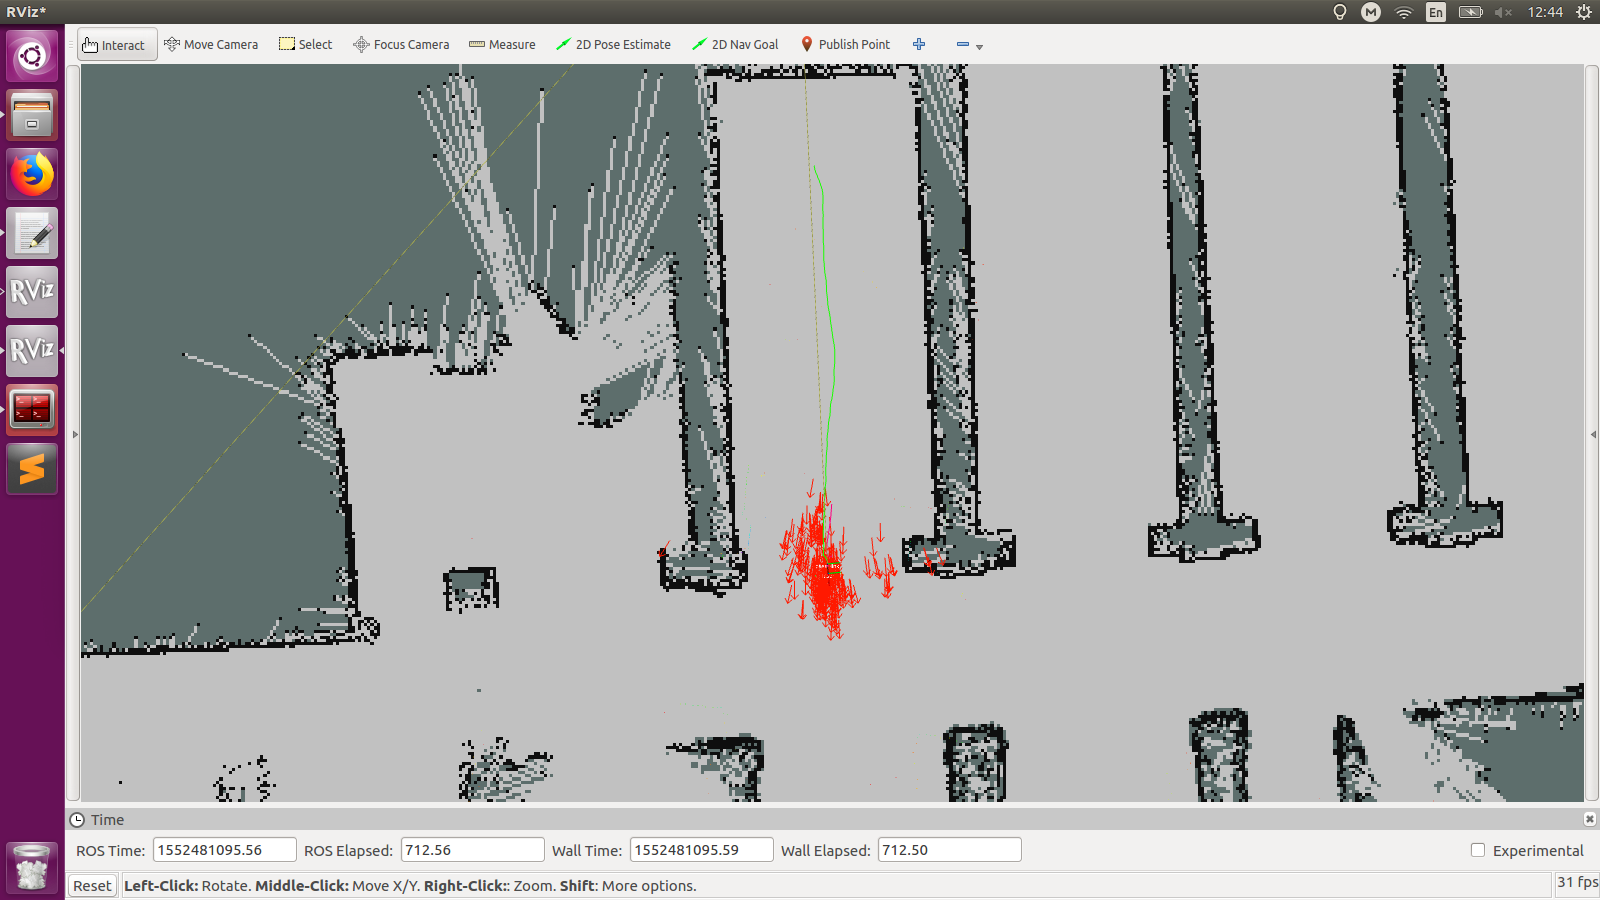 RViz*
M
En
12:44
Interact
Move Camera
Select
Focus Camera
Measure
2D Pose Estimate
2D Nav Goal
Publish Point
RViz
RViz
Time
ROS Time: 1552481095.56 ROS Elapsed: 712.56 Wall Time: 1552481095.59 Wall Elapsed: 712.50 Experimental
Reset Left-Click: Rotate. Middle-Click: Move X/Y. Right-Click:: Zoom. Shift: More options. 31 fps